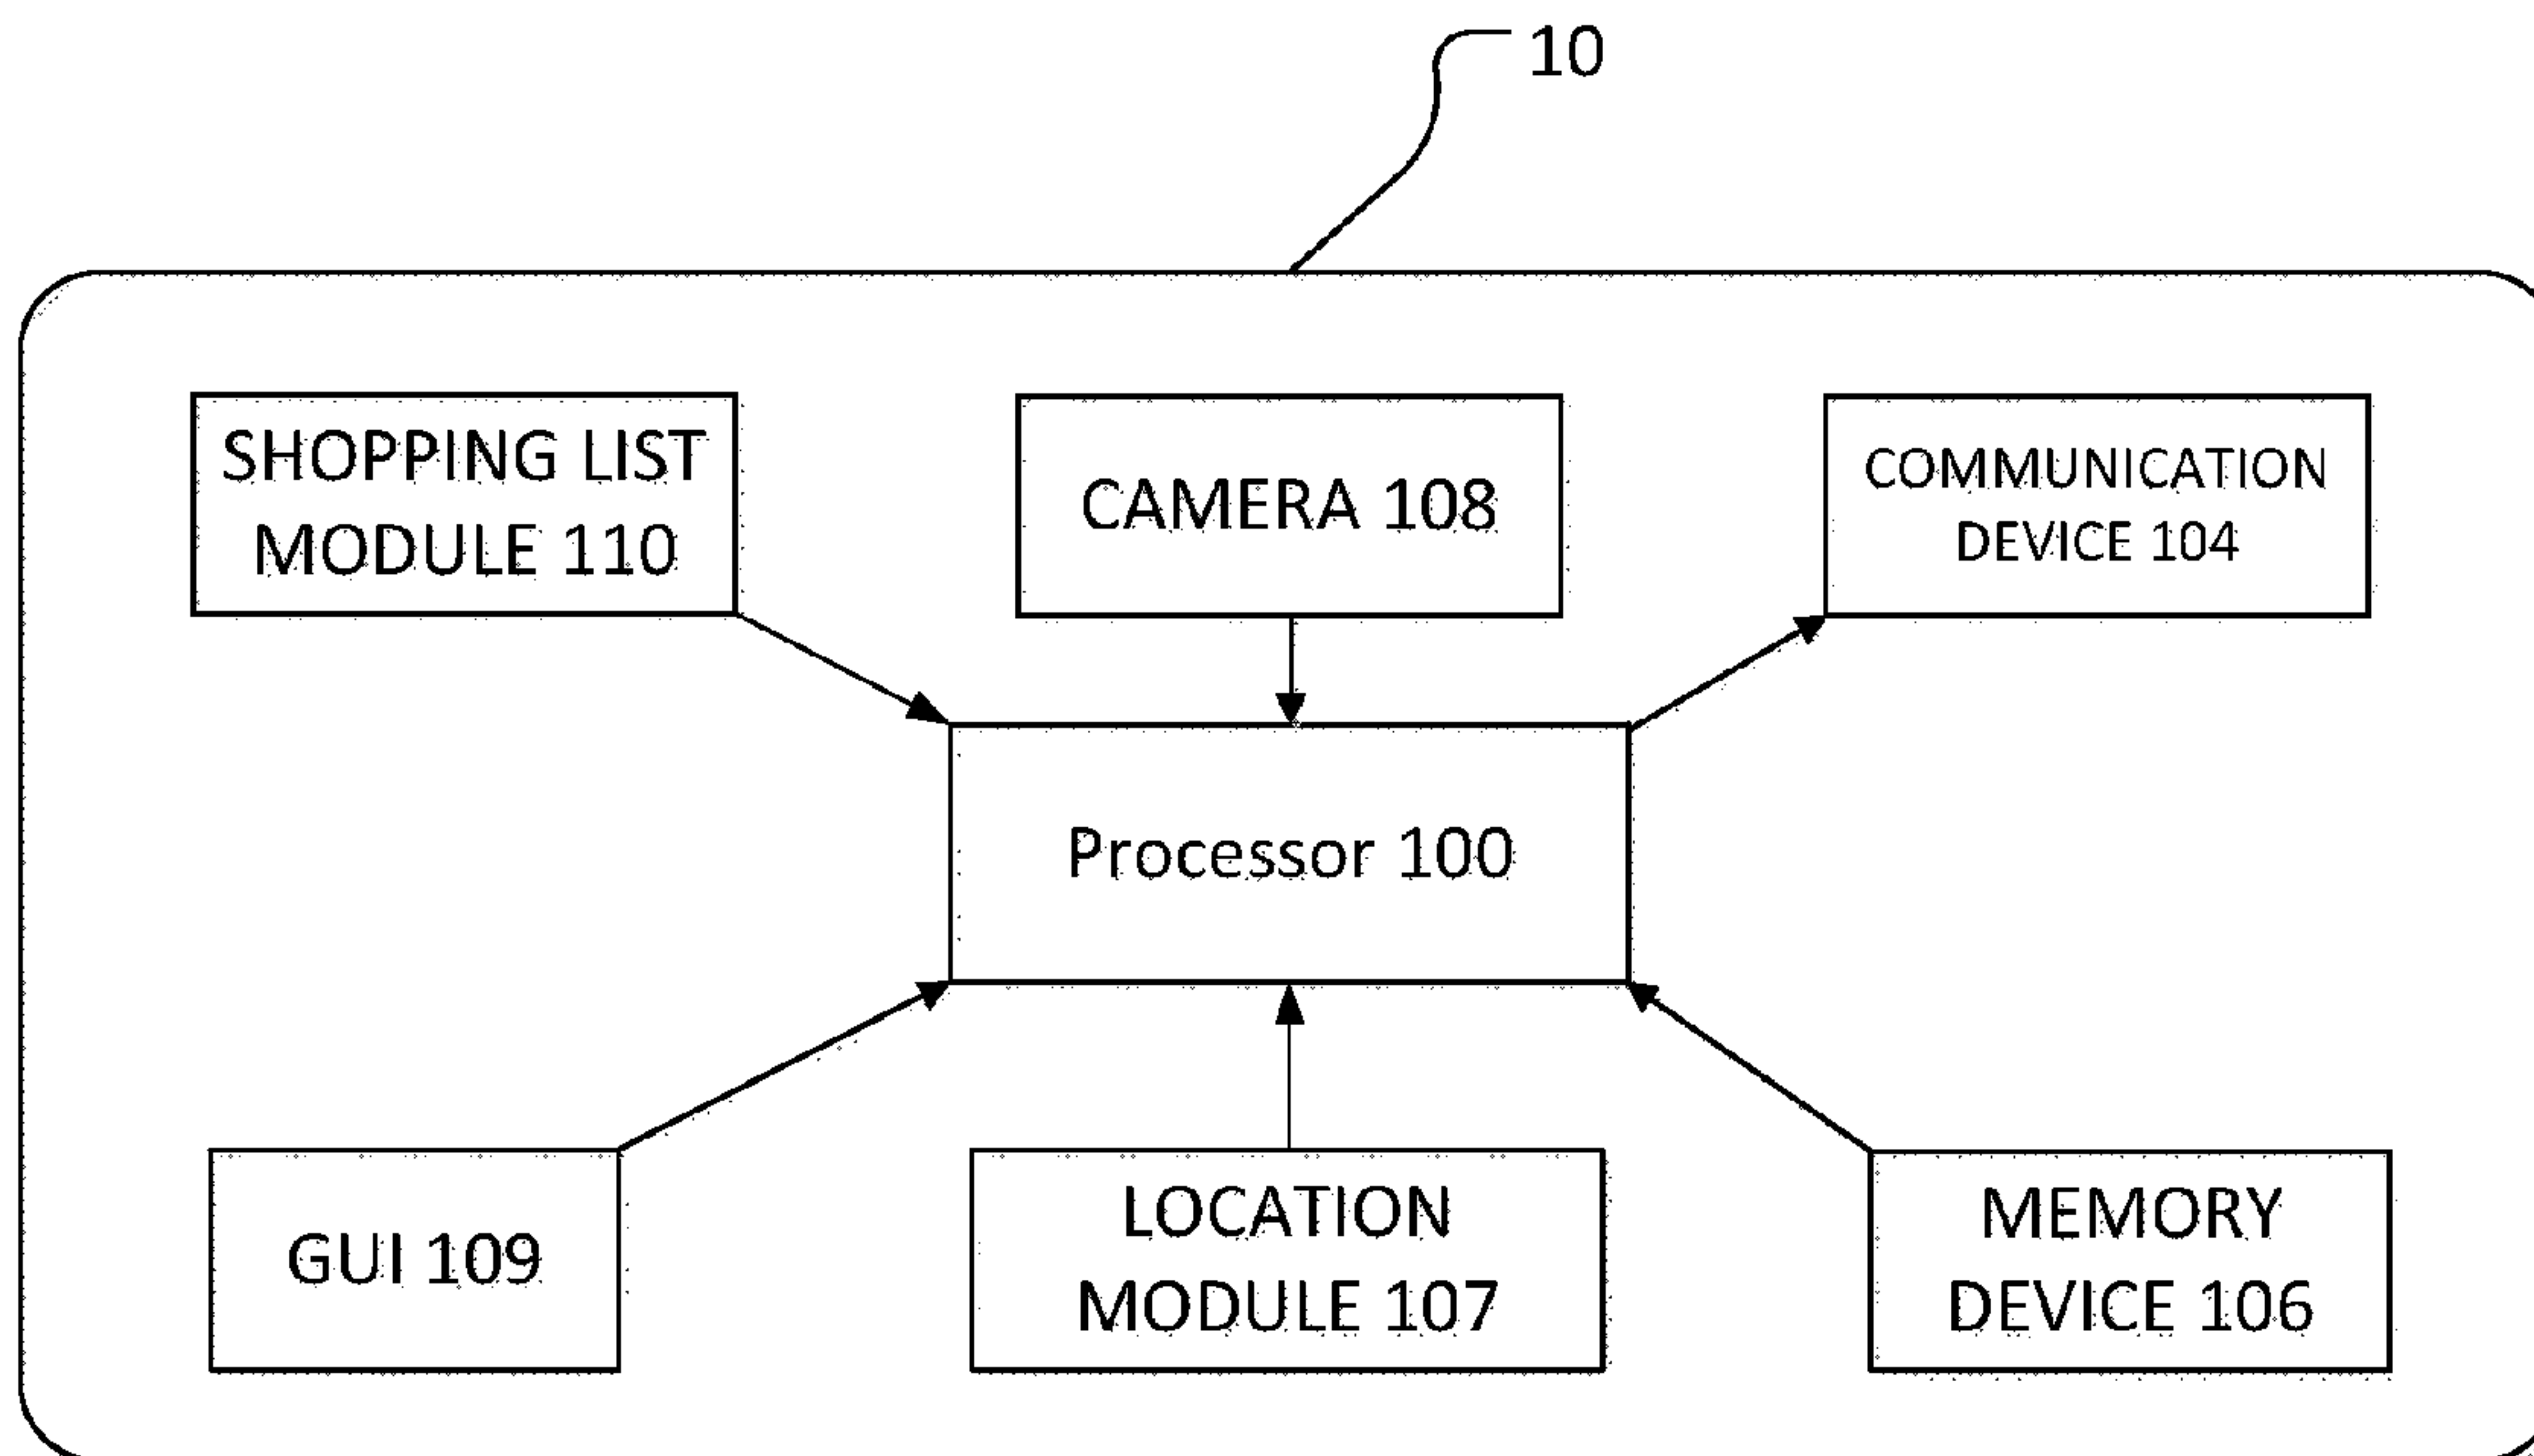 10
SHOPPING LIST
MODULE 110
CAMERA 108
COMMUNICATION
DEVICE 104
Processor 100
GUI 109
LOCATION
MODULE 107
MEMORY
DEVICE 106